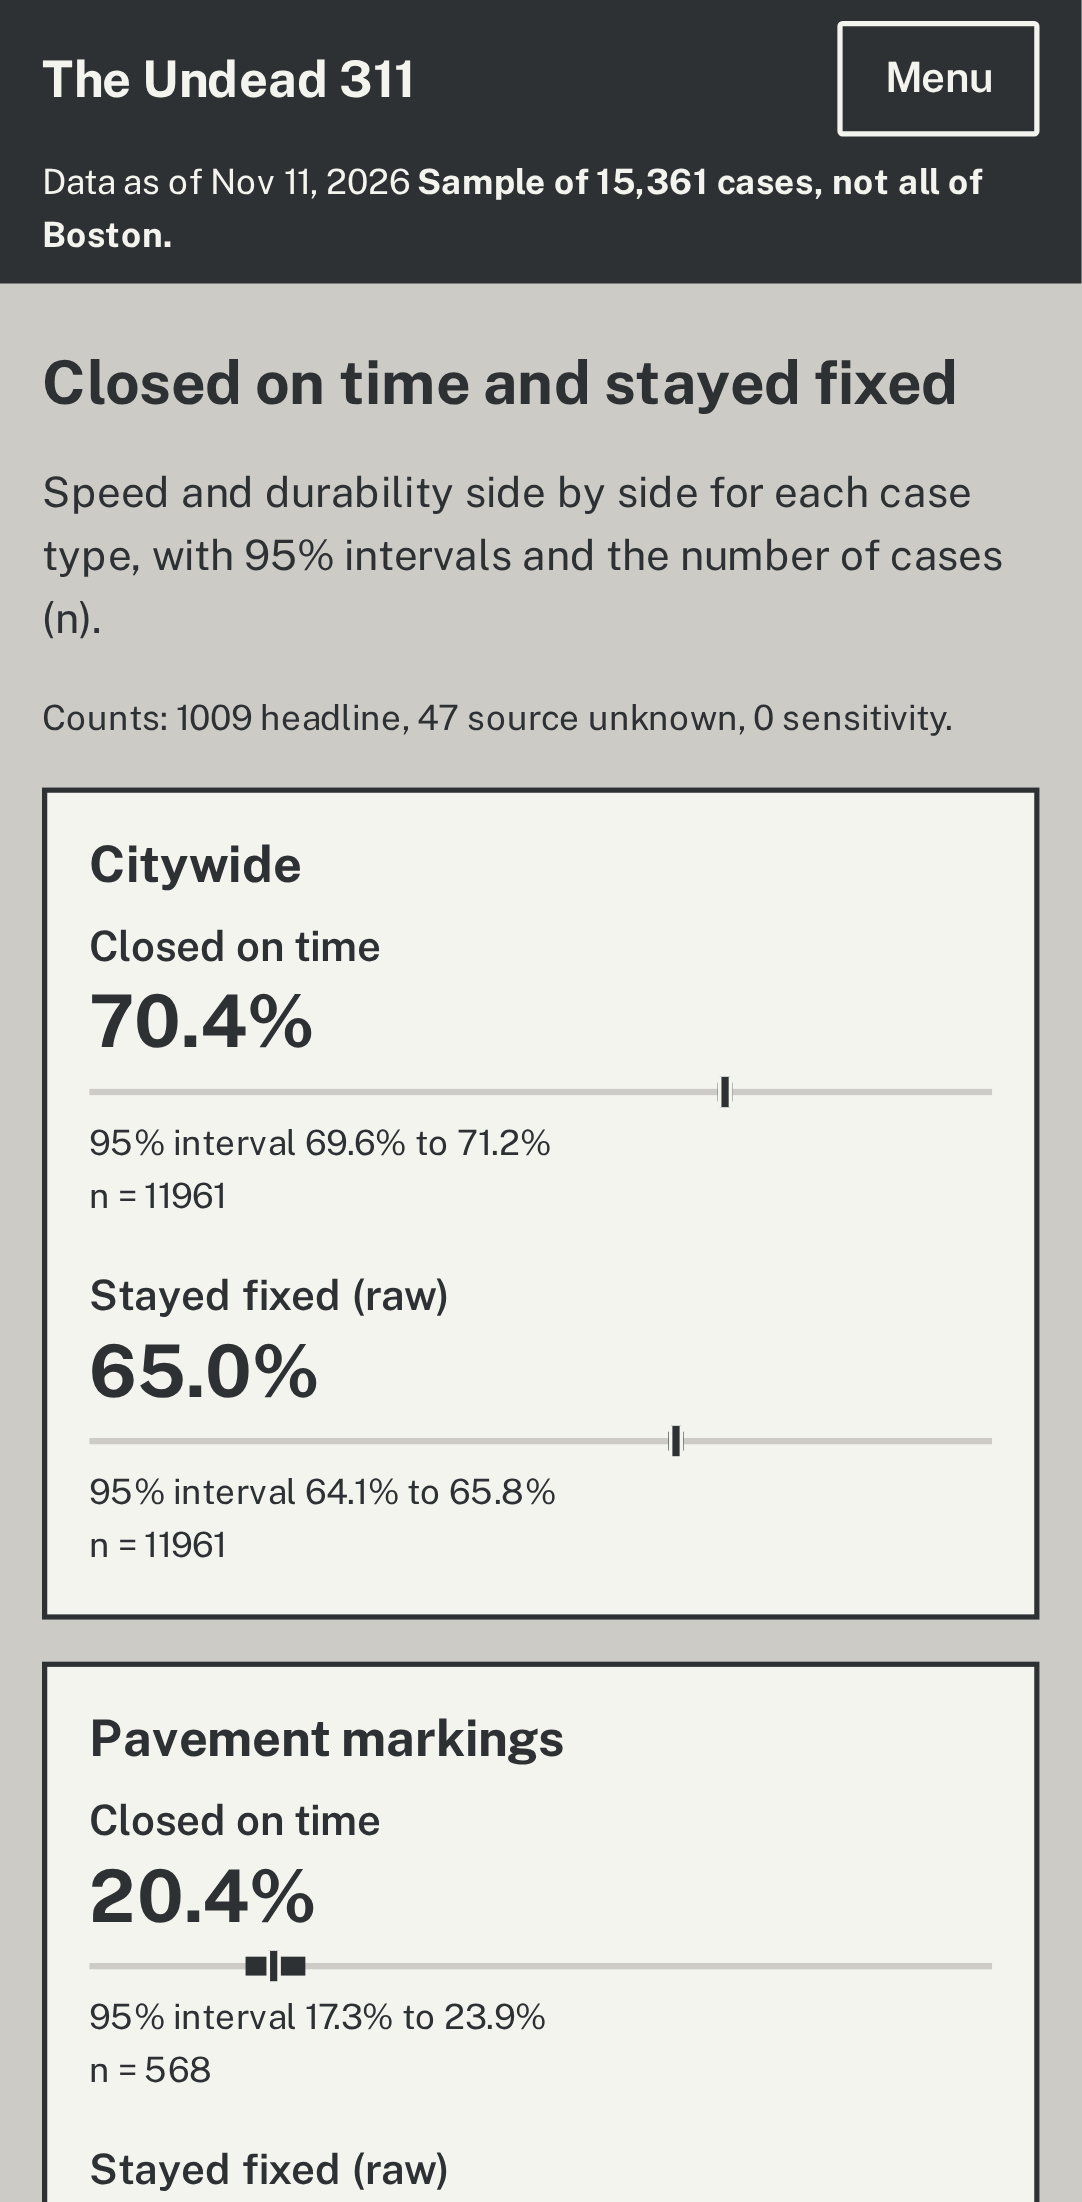 The Undead 311
Menu
Data as of Nov 11, 2026 Sample of 15,361 cases, not all of
Boston.
Closed on time and stayed fixed
Speed and durability side by side for each case
type, with 95% intervals and the number of cases
(n).
Counts: 1009 headline, 47 source unknown, 0 sensitivity.
Citywide
Closed on time
70.4%
95% interval 69.6% to 71.2%
n = 11961
Stayed fixed (raw)
65.0%
95% interval 64.1% to 65.8%
n = 11961
Pavement markings
Closed on time
20.4%
95% interval 17.3% to 23.9%
n = 568
Stayed fixed (raw)